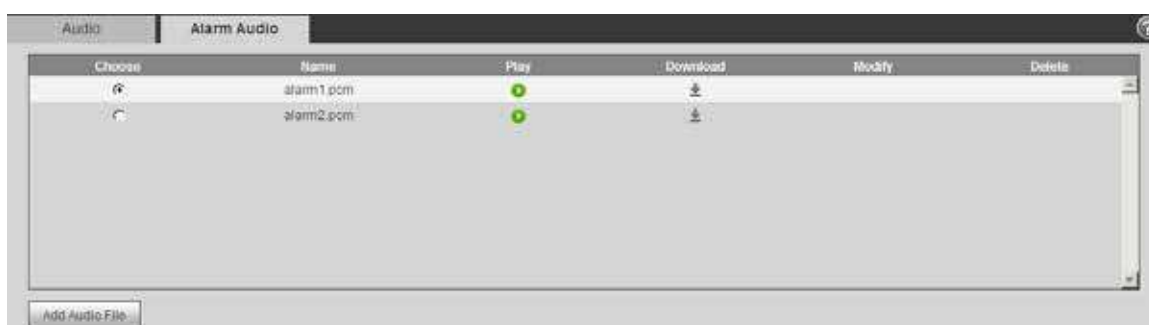 Audio Alarm Audio
Choose Name Play Download Modify Delete
alarm1.pcm
alarm2.pcm
Add Audio File